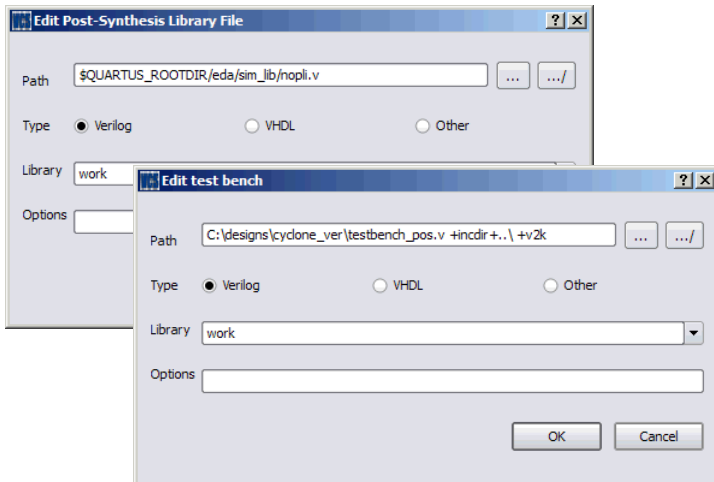 Edit Post-Synthesis Library File
Path $QUARTUS_ROOTDIR/eda/sim_lib/nopli.v ... .../
Type Verilog VHDL Other
Library work
Options
Edit test bench
Path C:\designs\cyclone_ver\testbench_pos.v +incdir+..\ +v2k ... .../
Type Verilog VHDL Other
Library work
Options
OK Cancel